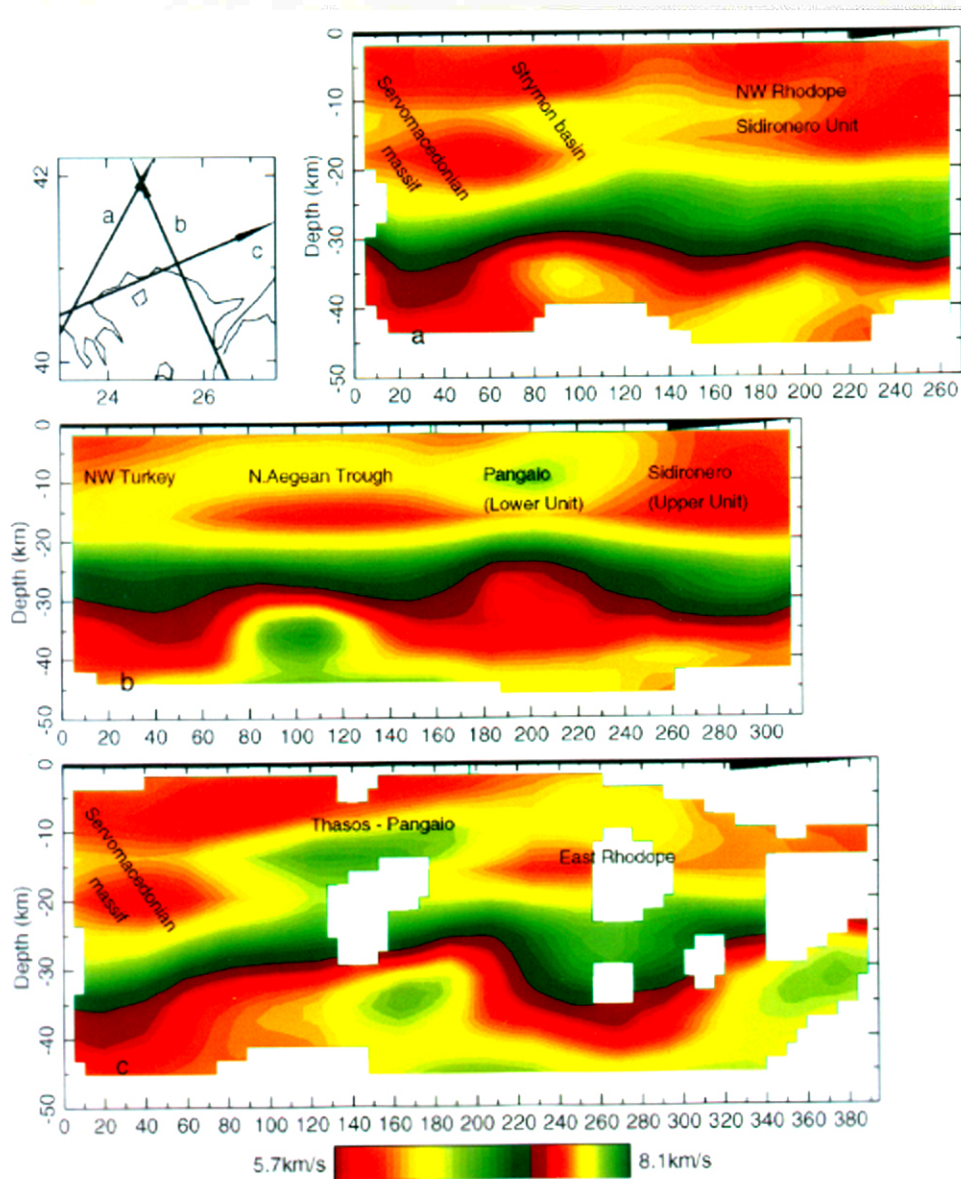 0
-10
-20
-30
-40
-50
Depth (km)
Servomacedonian
massif
Strymon basin
NW Rhodope
Sidironero Unit
a
0 20 40 60 80 100 120 140 160 180 200 220 240 260
42
40
24 26
a
b
c
0
-10
-20
-30
-40
-50
Depth (km)
NW Turkey
N.Aegean Trough
Pangaio
(Lower Unit)
Sidironero
(Upper Unit)
b
0 20 40 60 80 100 120 140 160 180 200 220 240 260 280 300
0
-10
-20
-30
-40
-50
Depth (km)
Servomacedonian
massif
Thasos - Pangaio
East Rhodope
c
0 20 40 60 80 100 120 140 160 180 200 220 240 260 280 300 320 340 360 380
5.7km/s 8.1km/s